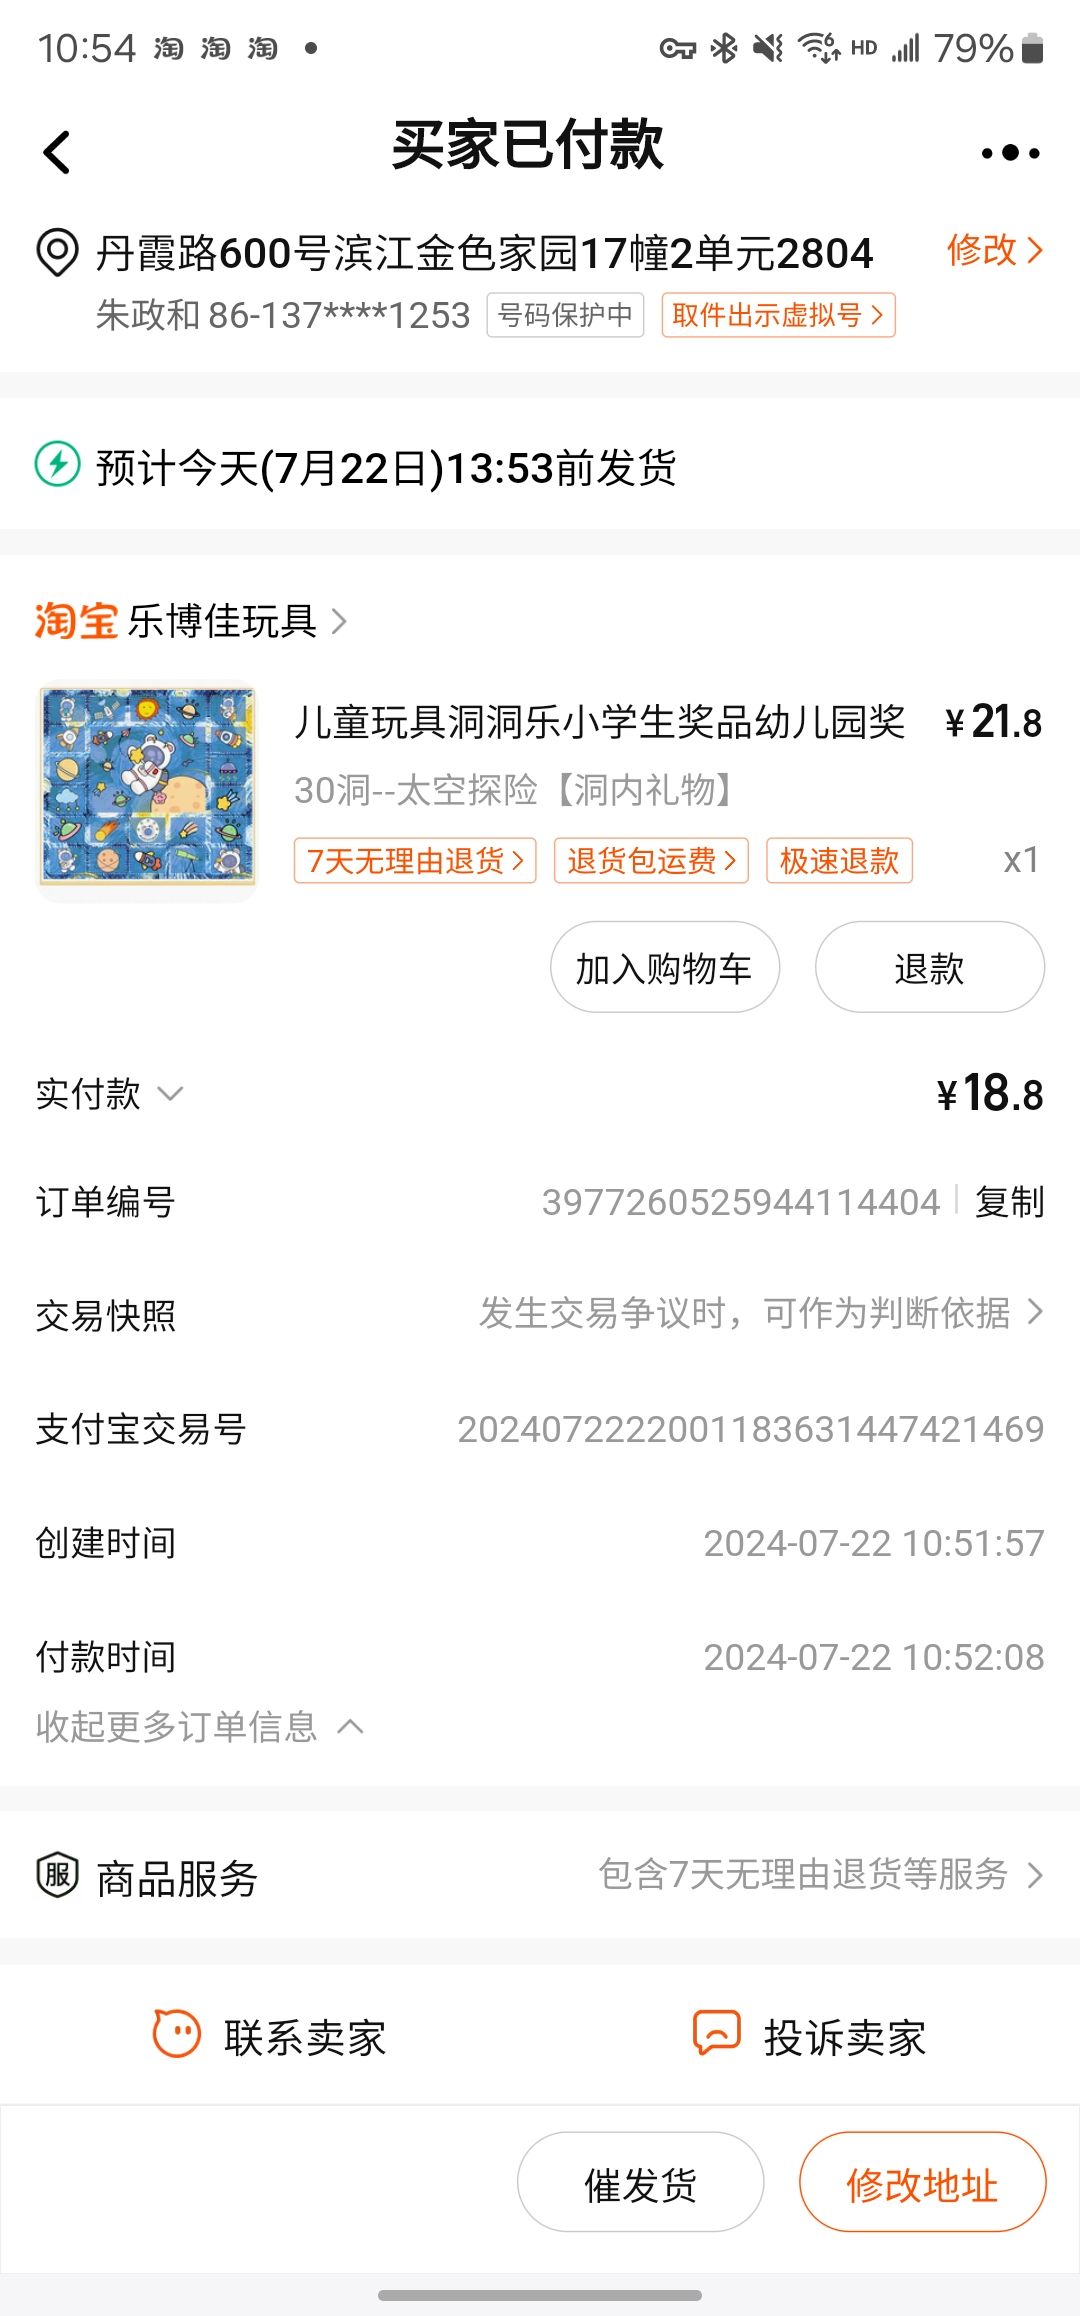 10:54 淘 淘 淘 HD 79%
买家已付款
丹霞路600号滨江金色家园17幢2单元2804 修改
朱政和 86-137****1253 号码保护中 取件出示虚拟号
预计今天(7月22日)13:53前发货
淘宝 乐博佳玩具
儿童玩具洞洞乐小学生奖品幼儿园奖 ¥21.8
30洞--太空探险【洞内礼物】
7天无理由退货 退货包运费 极速退款 x1
加入购物车 退款
实付款 ¥18.8
订单编号 3977260525944114404 复制
交易快照 发生交易争议时，可作为判断依据
支付宝交易号 2024072222001183631447421469
创建时间 2024-07-22 10:51:57
付款时间 2024-07-22 10:52:08
收起更多订单信息
服 商品服务 包含7天无理由退货等服务
联系卖家 投诉卖家
催发货 修改地址